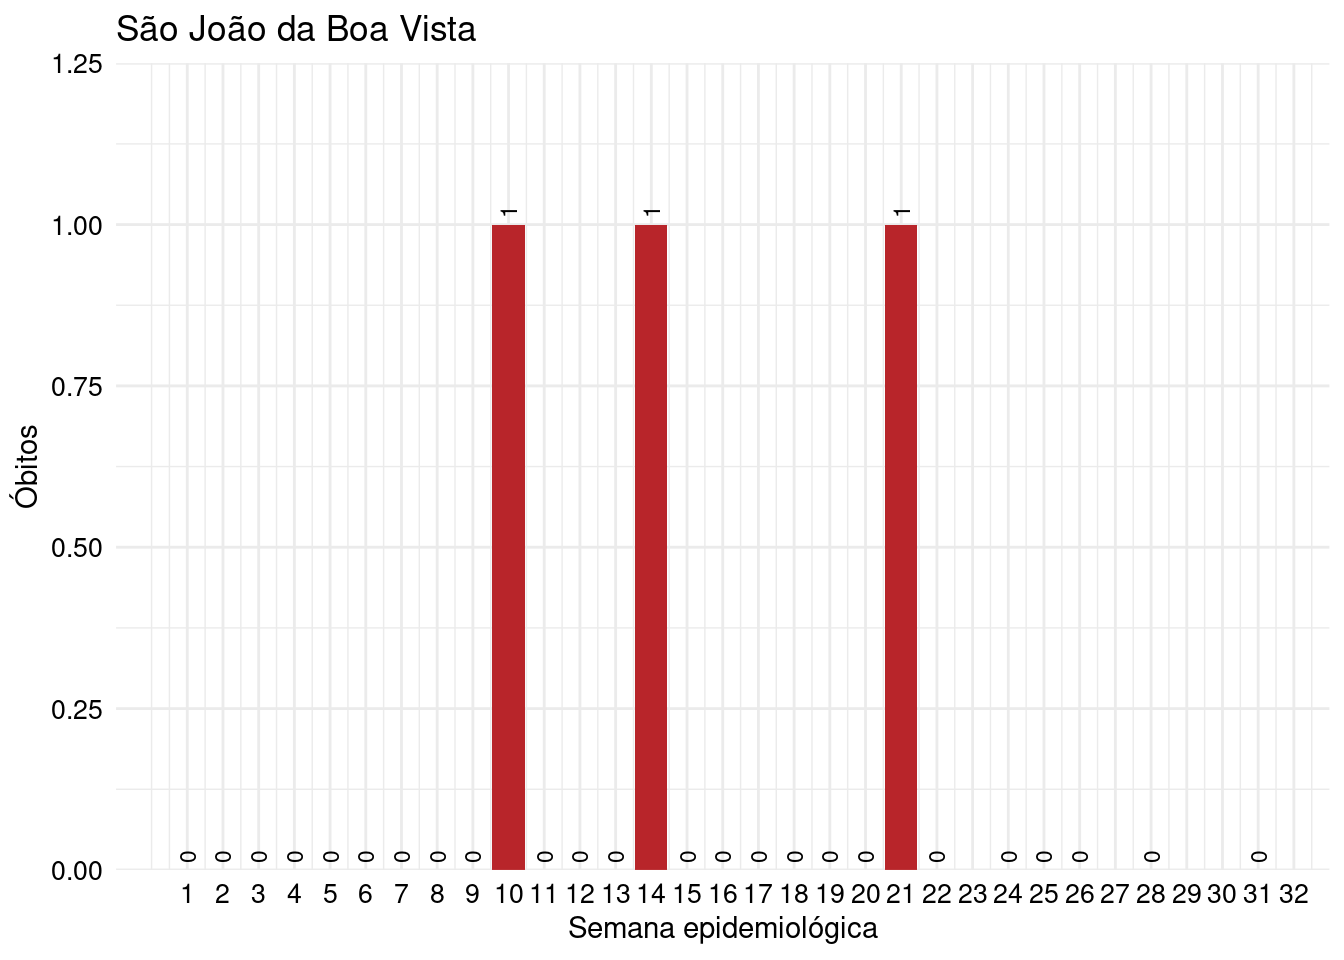 São João da Boa Vista
1.25
1.00
0.75
0.50
0.25
0.00
Óbitos
1 1 1
0 0 0 0 0 0 0 0 0 0 0 0 0 0 0 0 0 0 0 0 0 0 0 0
1 2 3 4 5 6 7 8 9 10 11 12 13 14 15 16 17 18 19 20 21 22 23 24 25 26 27 28 29 30 31 32
Semana epidemiológica